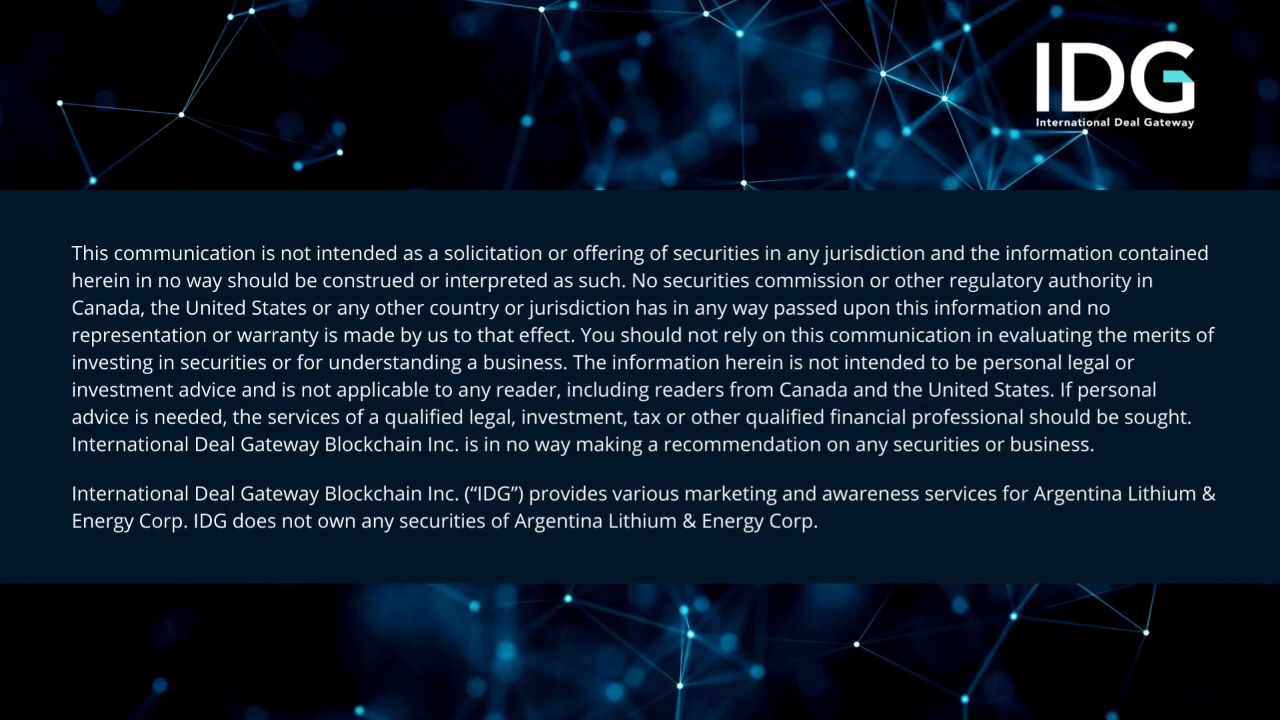 IDG
International Deal Gateway
This communication is not intended as a solicitation or offering of securities in any jurisdiction and the information contained
herein in no way should be construed or interpreted as such. No securities commission or other regulatory authority in
Canada, the United States or any other country or jurisdiction has in any way passed upon this information and no
representation or warranty is made by us to that effect. You should not rely on this communication in evaluating the merits of
investing in securities or for understanding a business. The information herein is not intended to be personal legal or
investment advice and is not applicable to any reader, including readers from Canada and the United States. If personal
advice is needed, the services of a qualified legal, investment, tax or other qualified financial professional should be sought.
International Deal Gateway Blockchain Inc. is in no way making a recommendation on any securities or business.
International Deal Gateway Blockchain Inc. (“IDG”) provides various marketing and awareness services for Argentina Lithium &
Energy Corp. IDG does not own any securities of Argentina Lithium & Energy Corp.